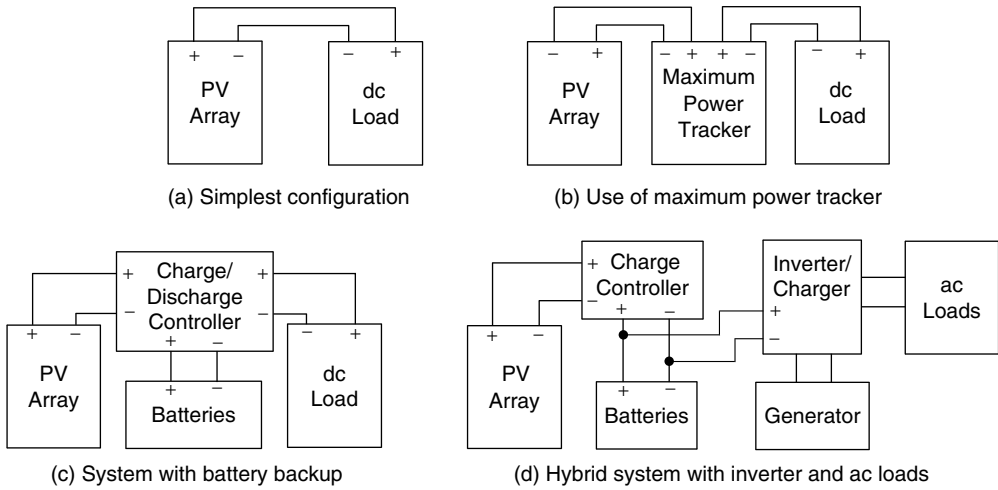 + − − +
PV
Array
dc
Load
(a) Simplest configuration
− + − + + − − +
PV
Array
Maximum
Power
Tracker
dc
Load
(b) Use of maximum power tracker
+ +
− −
Charge/
Discharge
Controller
+ −
+ −
PV
Array
+ −
Batteries
− +
dc
Load
(c) System with battery backup
+
−
Charge
Controller
+ −
+ −
PV
Array
+ −
Batteries
Inverter/
Charger
+
−
ac
Loads
Generator
(d) Hybrid system with inverter and ac loads